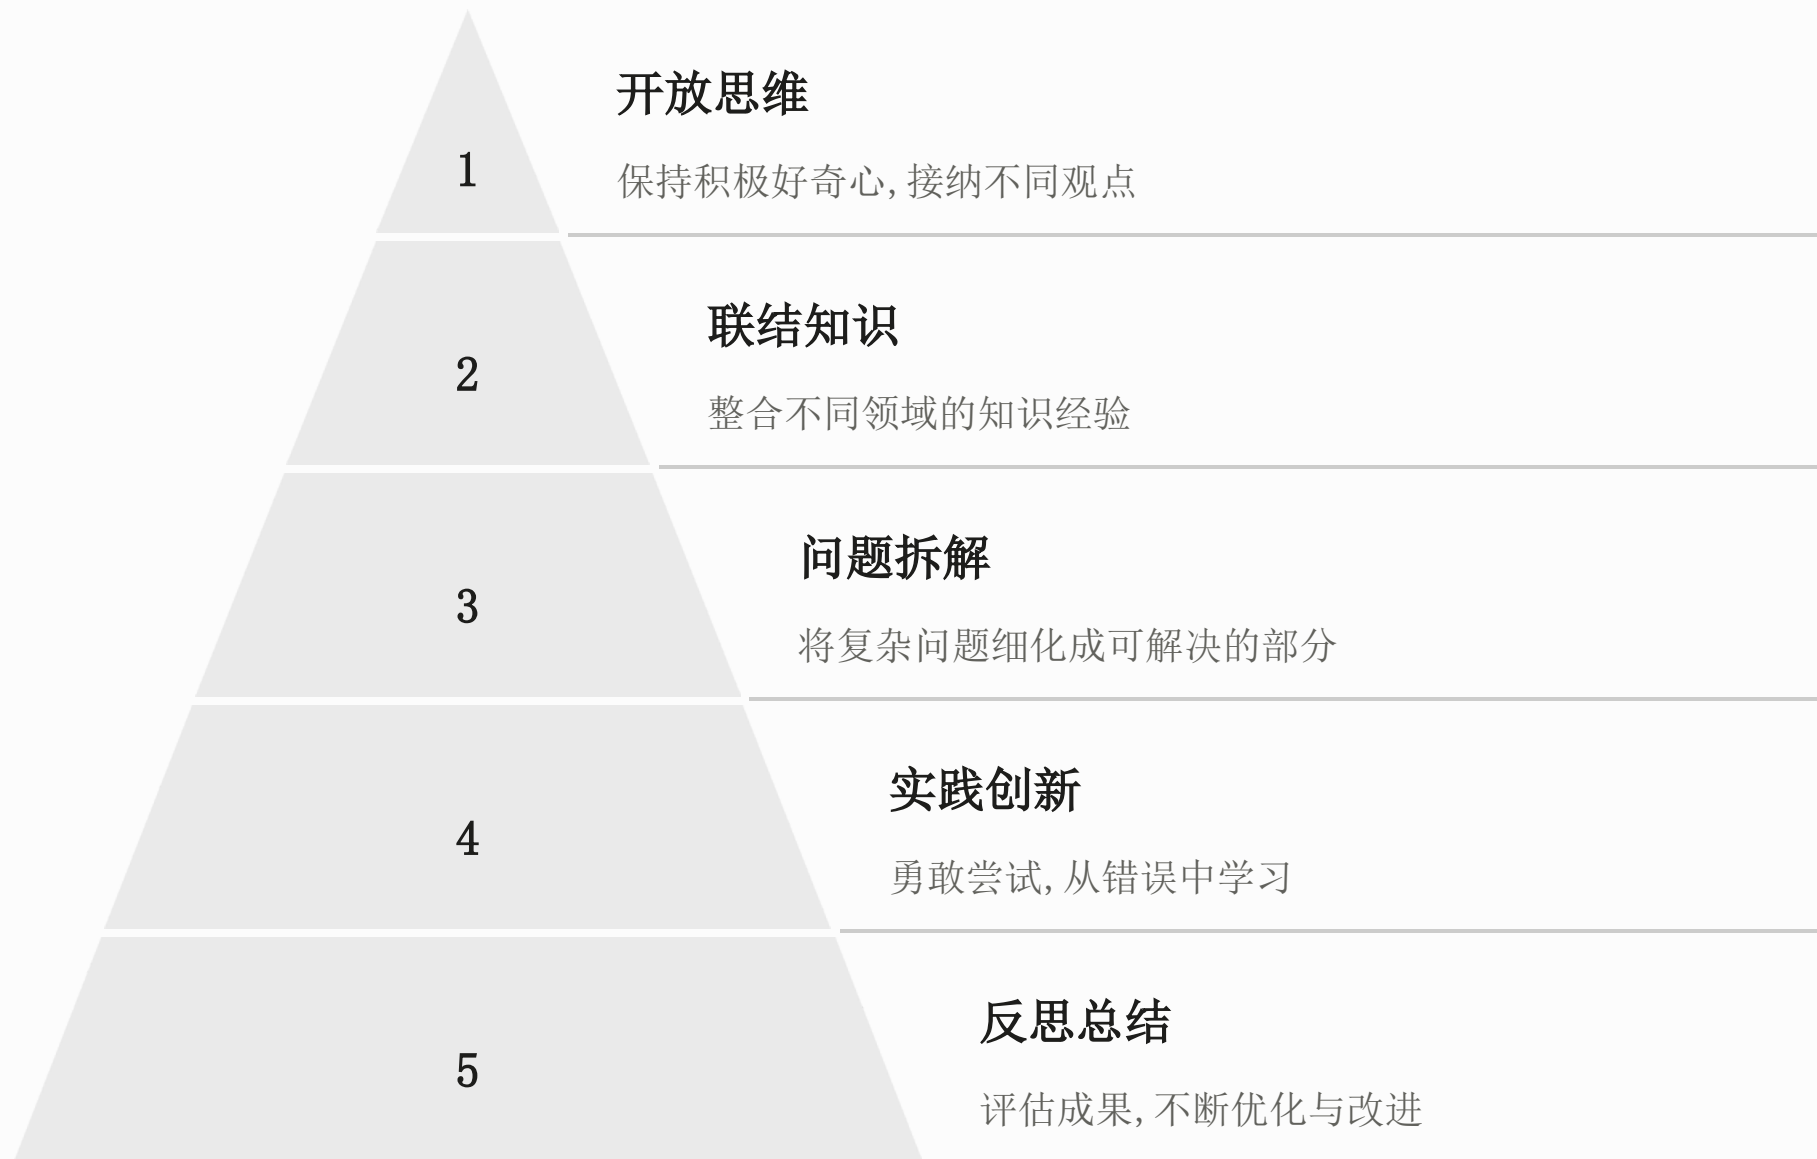 开放思维
1
保持积极好奇心,接纳不同观点
联结知识
2
整合不同领域的知识经验
问题拆解
3
将复杂问题细化成可解决的部分
实践创新
4
勇敢尝试,从错误中学习
反思总结
5
评估成果,不断优化与改进